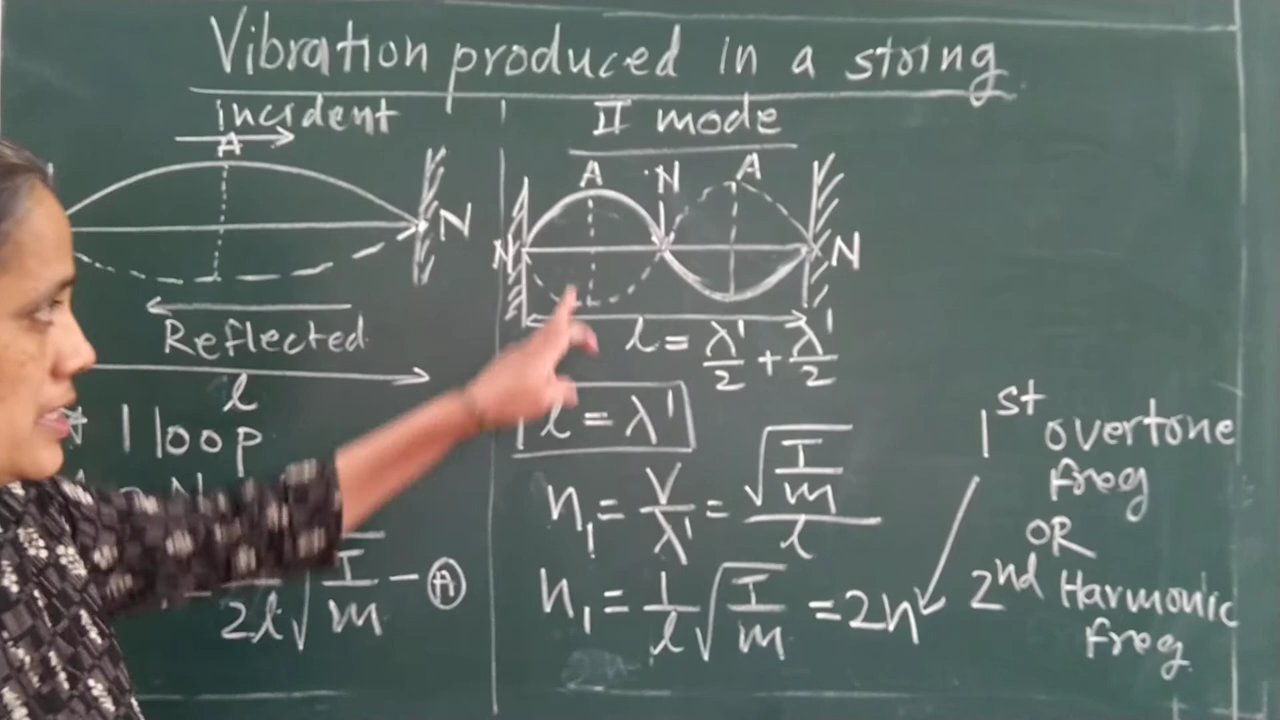 Vibration produced in a string
incident
A
N
Reflected
l
1 loop
2l √T/m - Ⓐ
II mode
A N A
N N
l = λ'/2 + λ'/2
l = λ'
n₁ = V/λ' = √T/m / l
n₁ = 1/l √T/m = 2n
1st overtone
freq
OR
2nd Harmonic
freq.